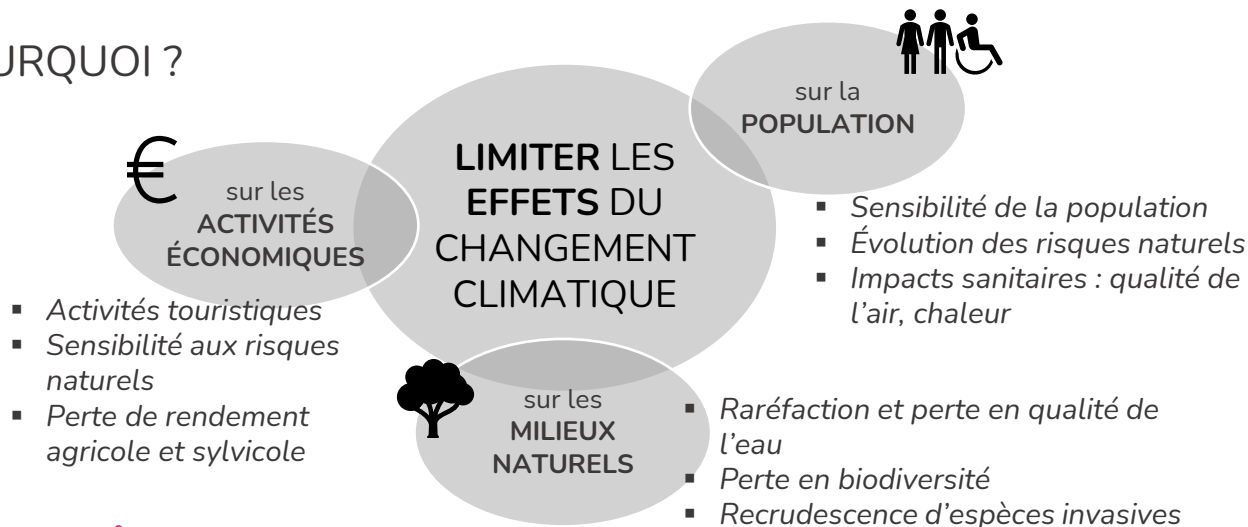 URQUOI ?
sur la
POPULATION
LIMITER LES
EFFETS DU
CHANGEMENT
CLIMATIQUE
€
sur les
ACTIVITÉS
ÉCONOMIQUES
▪ Sensibilité de la population
▪ Évolution des risques naturels
▪ Impacts sanitaires : qualité de
l’air, chaleur
▪ Activités touristiques
▪ Sensibilité aux risques
naturels
▪ Perte de rendement
agricole et sylvicole
sur les
MILIEUX
NATURELS
▪ Raréfaction et perte en qualité de
l’eau
▪ Perte en biodiversité
▪ Recrudescence d’espèces invasives